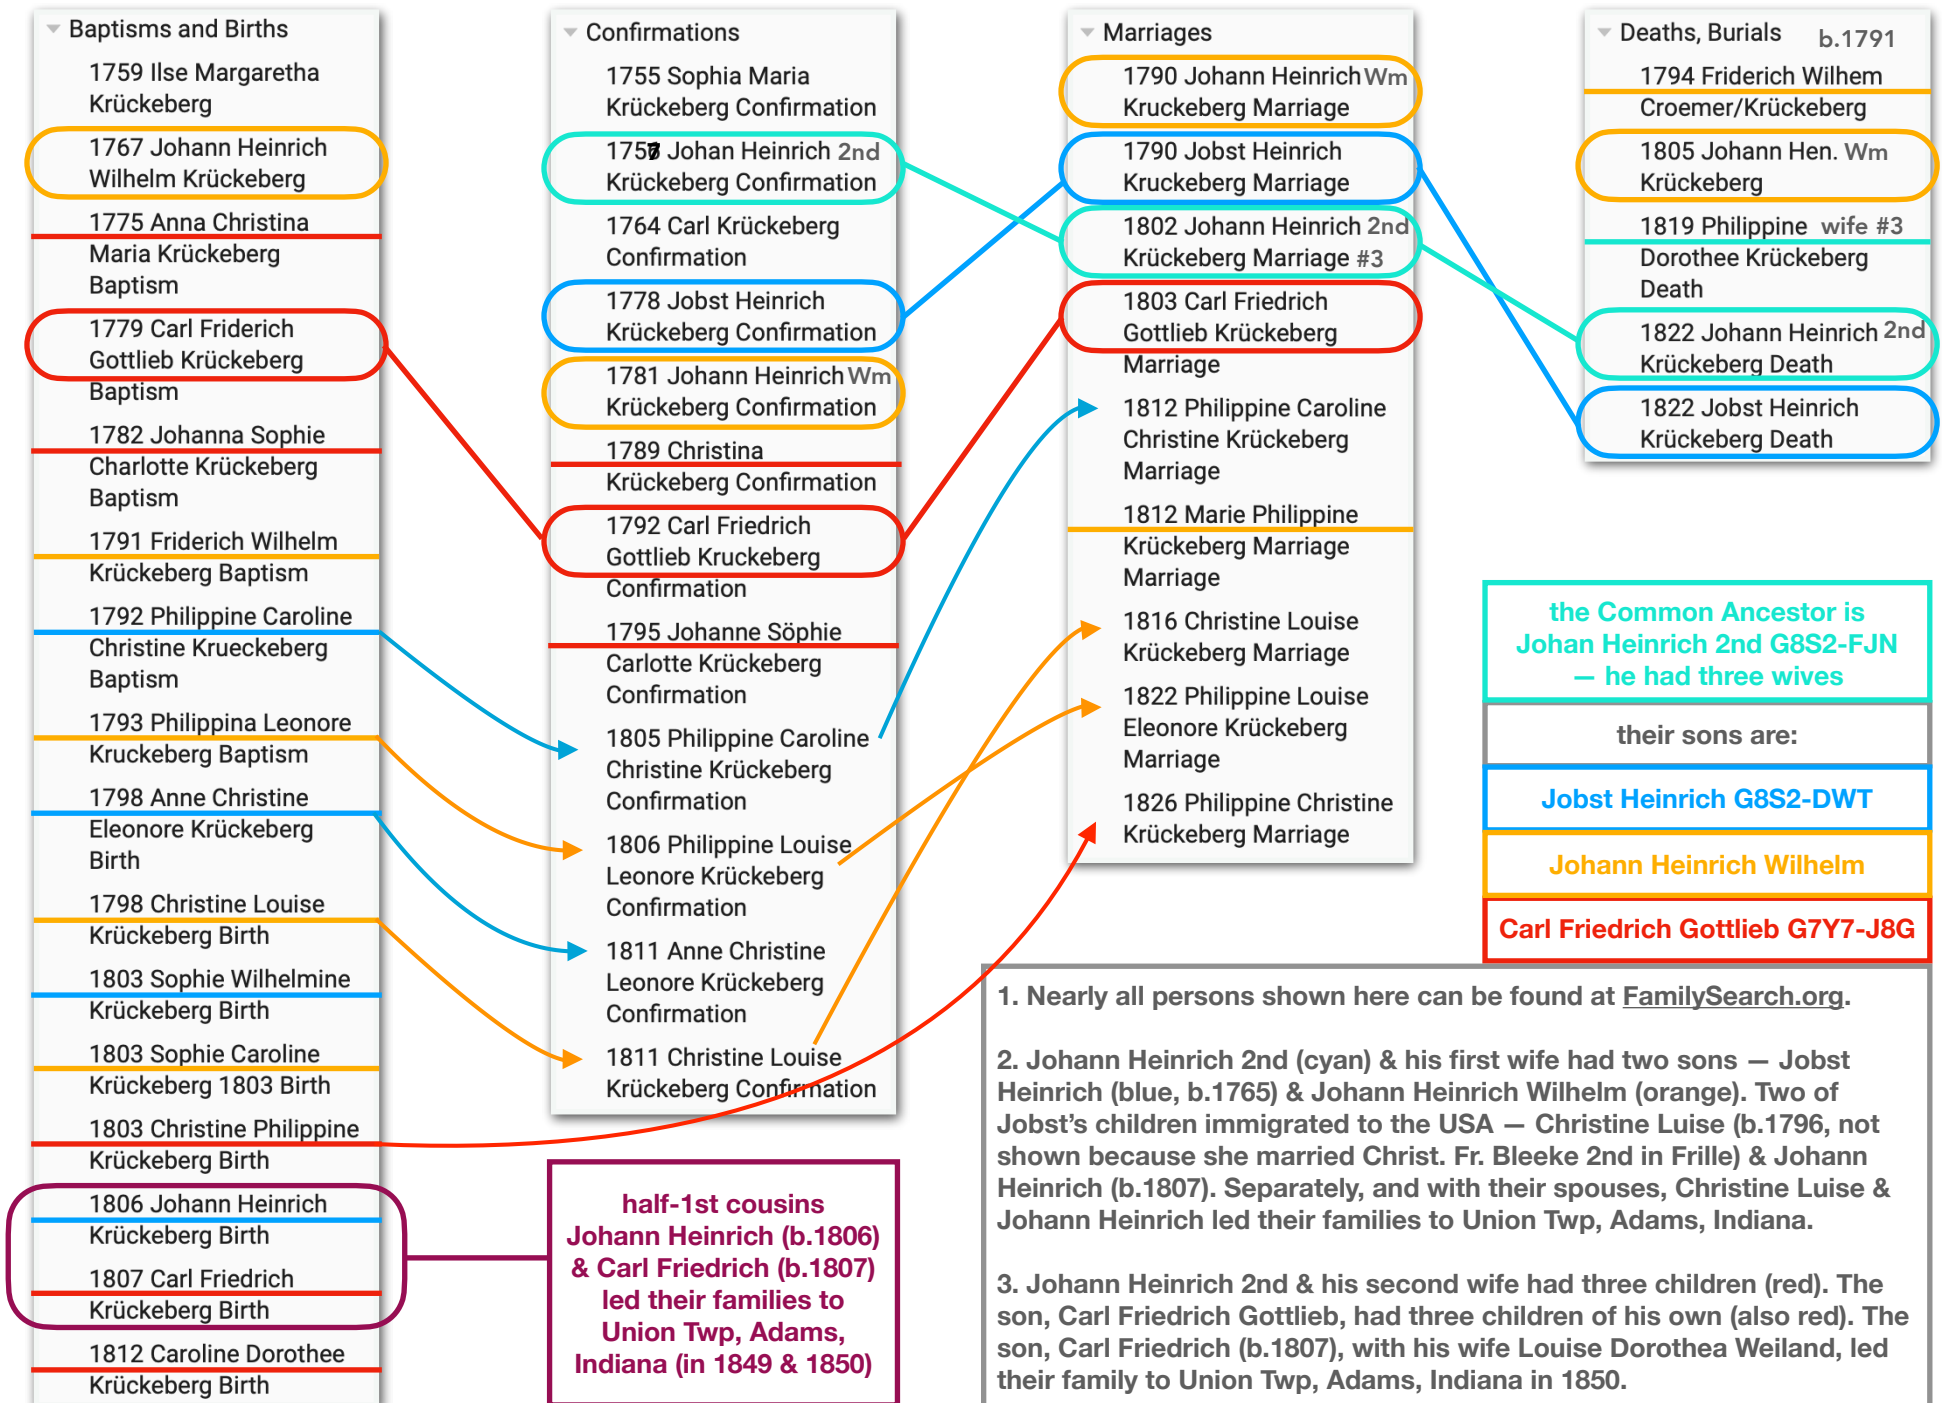 Baptisms and Births
1759 Ilse Margaretha
Krückeberg
1767 Johann Heinrich
Wilhelm Krückeberg
1775 Anna Christina
Maria Krückeberg
Baptism
1779 Carl Friderich
Gottlieb Krückeberg
Baptism
1782 Johanna Sophie
Charlotte Krückeberg
Baptism
1791 Friderich Wilhelm
Krückeberg Baptism
1792 Philippine Caroline
Christine Krueckeberg
Baptism
1793 Philippina Leonore
Kruckeberg Baptism
1798 Anne Christine
Eleonore Krückeberg
Birth
1798 Christine Louise
Krückeberg Birth
1803 Sophie Wilhelmine
Krückeberg Birth
1803 Sophie Caroline
Krückeberg 1803 Birth
1803 Christine Philippine
Krückeberg Birth
1806 Johann Heinrich
Krückeberg Birth
1807 Carl Friedrich
Krückeberg Birth
1812 Caroline Dorothee
Krückeberg Birth
Confirmations
1755 Sophia Maria
Krückeberg Confirmation
Johan Heinrich 2nd
Krückeberg Confirmation
1764 Carl Krückeberg
Confirmation
1778 Jobst Heinrich
Krückeberg Confirmation
1781 Johann Heinrich Wm
Krückeberg Confirmation
1789 Christina
Krückeberg Confirmation
1792 Carl Friedrich
Gottlieb Kruckeberg
Confirmation
1795 Johanne Söphie
Carlotte Krückeberg
Confirmation
1805 Philippine Caroline
Christine Krückeberg
Confirmation
1806 Philippine Louise
Leonore Krückeberg
Confirmation
1811 Anne Christine
Leonore Krückeberg
Confirmation
1811 Christine Louise
Krückeberg Confirmation
half-1st cousins
Johann Heinrich (b.1806)
& Carl Friedrich (b.1807)
led their families to
Union Twp, Adams,
Indiana (in 1849 & 1850)
Marriages
1790 Johann Heinrich Wm
Kruckeberg Marriage
1790 Jobst Heinrich
Kruckeberg Marriage
1802 Johann Heinrich 2nd
Krückeberg Marriage #3
1803 Carl Friedrich
Gottlieb Krückeberg
Marriage
1812 Philippine Caroline
Christine Krückeberg
Marriage
1812 Marie Philippine
Krückeberg Marriage
Marriage
1816 Christine Louise
Krückeberg Marriage
1822 Philippine Louise
Eleonore Krückeberg
Marriage
1826 Philippine Christine
Krückeberg Marriage
Deaths, Burials b.1791
1794 Friderich Wilhem
Croemer/Krückeberg
1805 Johann Hen. Wm
Krückeberg
1819 Philippine wife #3
Dorothee Krückeberg
Death
1822 Johann Heinrich 2nd
Krückeberg Death
1822 Jobst Heinrich
Krückeberg Death
the Common Ancestor is
Johan Heinrich 2nd G8S2-FJN
— he had three wives
their sons are:
Jobst Heinrich G8S2-DWT
Johann Heinrich Wilhelm
Carl Friedrich Gottlieb G7Y7-J8G
1. Nearly all persons shown here can be found at FamilySearch.org.
2. Johann Heinrich 2nd (cyan) & his first wife had two sons — Jobst
Heinrich (blue, b.1765) & Johann Heinrich Wilhelm (orange). Two of
Jobst's children immigrated to the USA — Christine Luise (b.1796, not
shown because she married Christ. Fr. Bleeke 2nd in Frille) & Johann
Heinrich (b.1807). Separately, and with their spouses, Christine Luise &
Johann Heinrich led their families to Union Twp, Adams, Indiana.
3. Johann Heinrich 2nd & his second wife had three children (red). The
son, Carl Friedrich Gottlieb, had three children of his own (also red). The
son, Carl Friedrich (b.1807), with his wife Louise Dorothea Weiland, led
their family to Union Twp, Adams, Indiana in 1850.